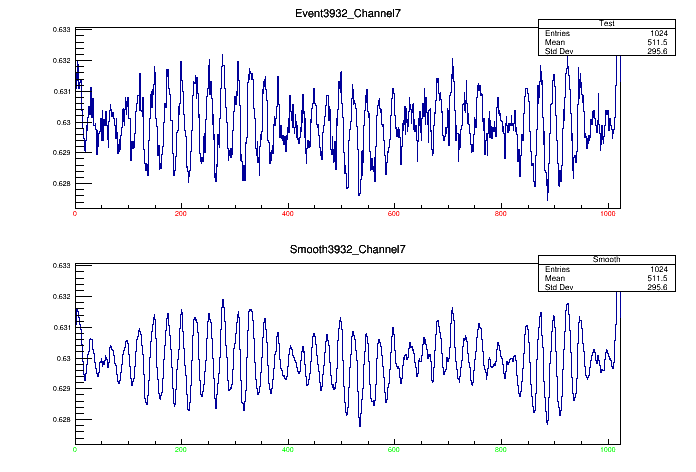 Event3932_Channel7
Test
Entries 1024
Mean 511.5
Std Dev 295.6
0.633
0.632
0.631
0.63
0.629
0.628
0 200 400 600 800 1000
Smooth3932_Channel7
Smooth
Entries 1024
Mean 511.5
Std Dev 295.6
0.633
0.632
0.631
0.63
0.629
0.628
0 200 400 600 800 1000